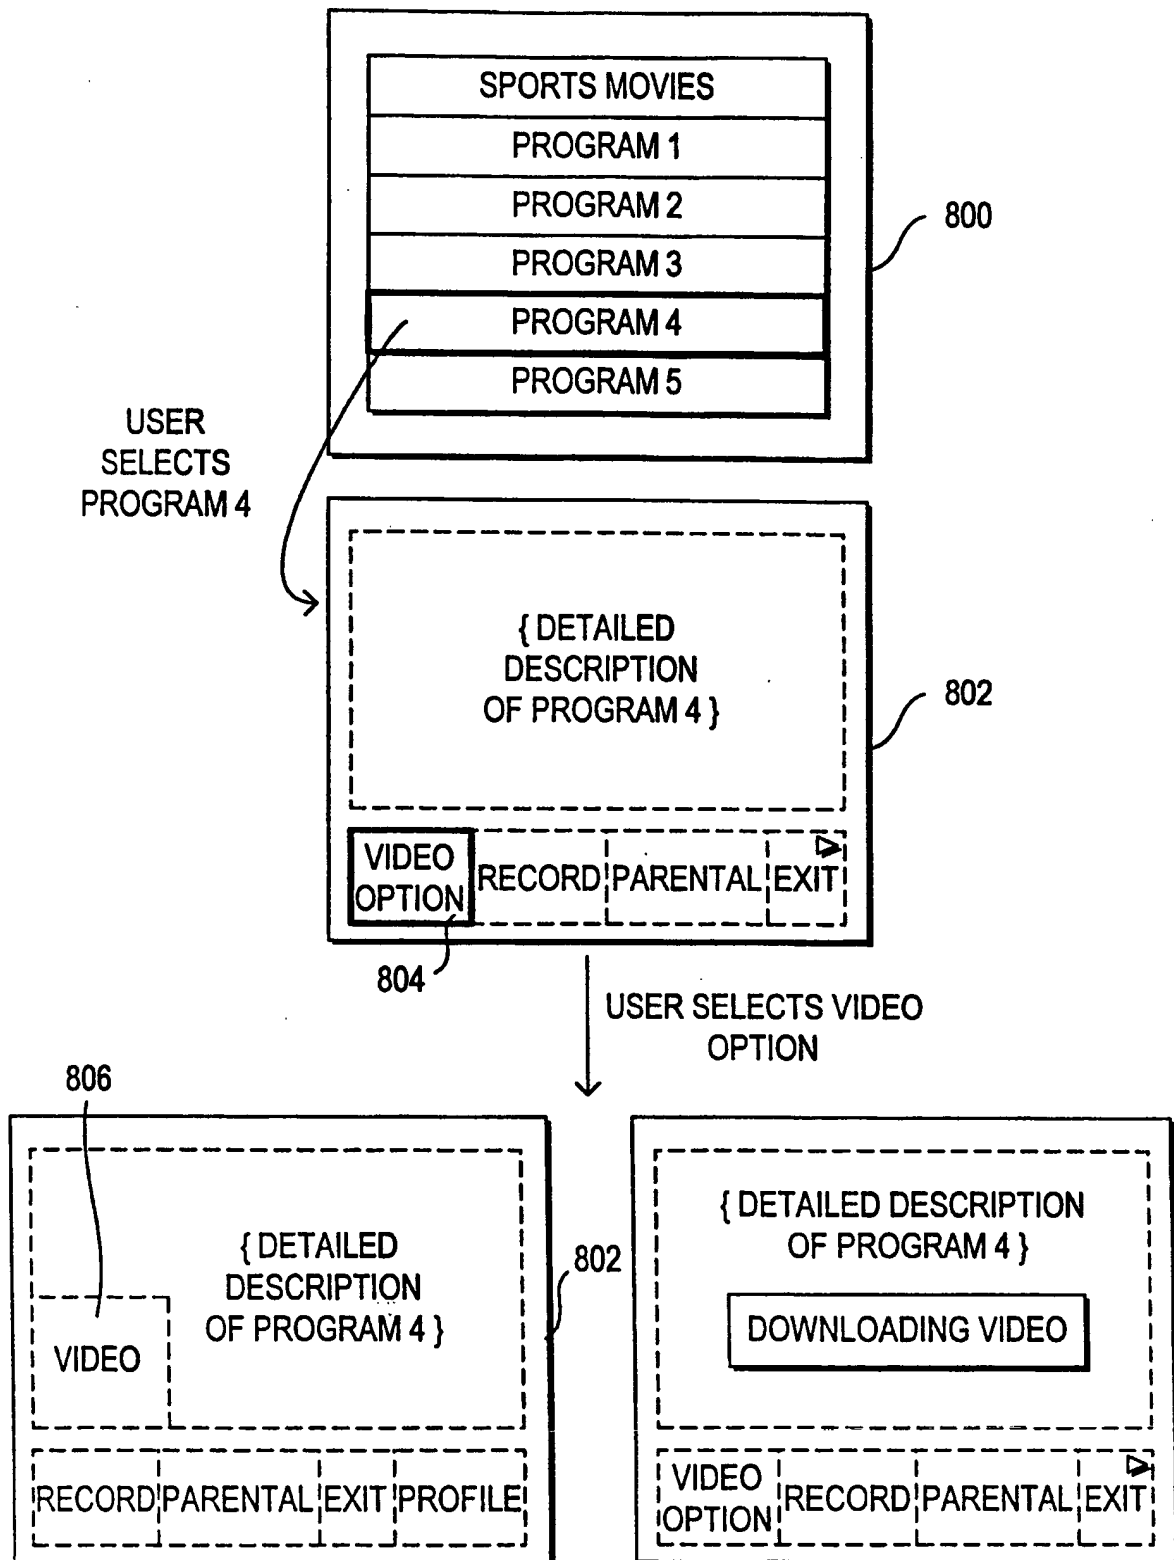 SPORTS MOVIES
PROGRAM 1
PROGRAM 2
PROGRAM 3
PROGRAM 4
PROGRAM 5
800
USER
SELECTS
PROGRAM 4
{ DETAILED
DESCRIPTION
OF PROGRAM 4 }
802
VIDEO
OPTION
RECORD
PARENTAL
EXIT
804
USER SELECTS VIDEO
OPTION
806
{ DETAILED
DESCRIPTION
OF PROGRAM 4 }
802
VIDEO
RECORD
PARENTAL
EXIT
PROFILE
{ DETAILED DESCRIPTION
OF PROGRAM 4 }
DOWNLOADING VIDEO
VIDEO
OPTION
RECORD
PARENTAL
EXIT